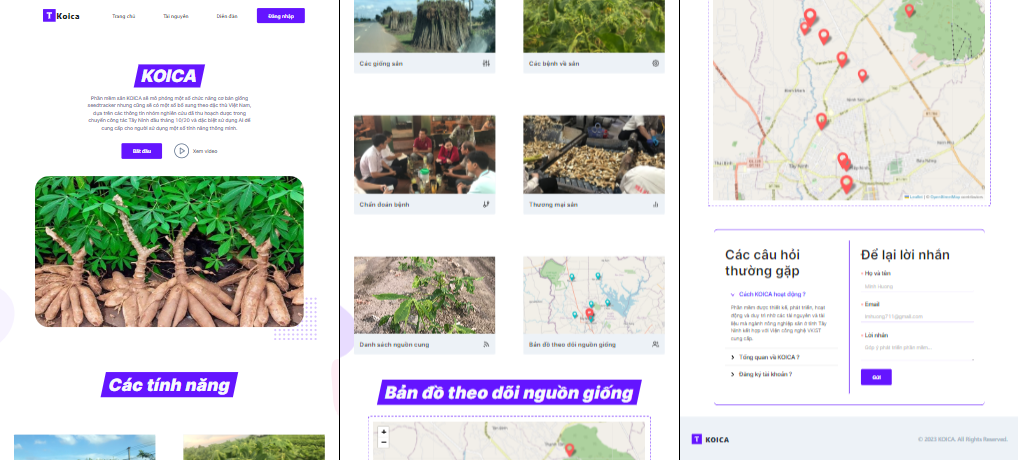 T Koica
Trang chủ
Tài nguyên
Diễn đàn
Đăng nhập
KOICA
Phần mềm sắn KOICA sẽ mô phỏng một số chức năng cơ bản giống
seedtracker nhưng cũng sẽ có một số bổ sung theo đặc thù Việt Nam,
dựa trên các thông tin nhóm nghiên cứu đã thu hoạch được trong
chuyến công tác Tây Ninh đầu tháng 10/20 và đặc biệt sử dụng AI để
cung cấp cho người sử dụng một số tính năng thông minh.
Bắt đầu
Xem video
Các tính năng
Các giống sắn
Các bệnh về sắn
Chẩn đoán bệnh
Thương mại sắn
Danh sách nguồn cung
Bản đồ theo dõi nguồn giống
Bản đồ theo dõi nguồn giống
+
−
Tây Ninh
Leaflet | © OpenStreetMap contributors
Các câu hỏi
thường gặp
Cách KOICA hoạt động ?
Phần mềm được thiết kế, phát triển, hoạt
động và duy trì nhờ các tài nguyên và tài
liệu mà ngành nông nghiệp sắn ở tỉnh Tây
Ninh kết hợp với Viện công nghệ VKIST
cung cấp.
Tổng quan về KOICA ?
Đăng ký tài khoản ?
Để lại lời nhắn
* Họ và tên
* Email
* Lời nhắn
Góp ý phát triển phần mềm...
Gửi
T KOICA
© 2023 KOICA. All Rights Reserved.